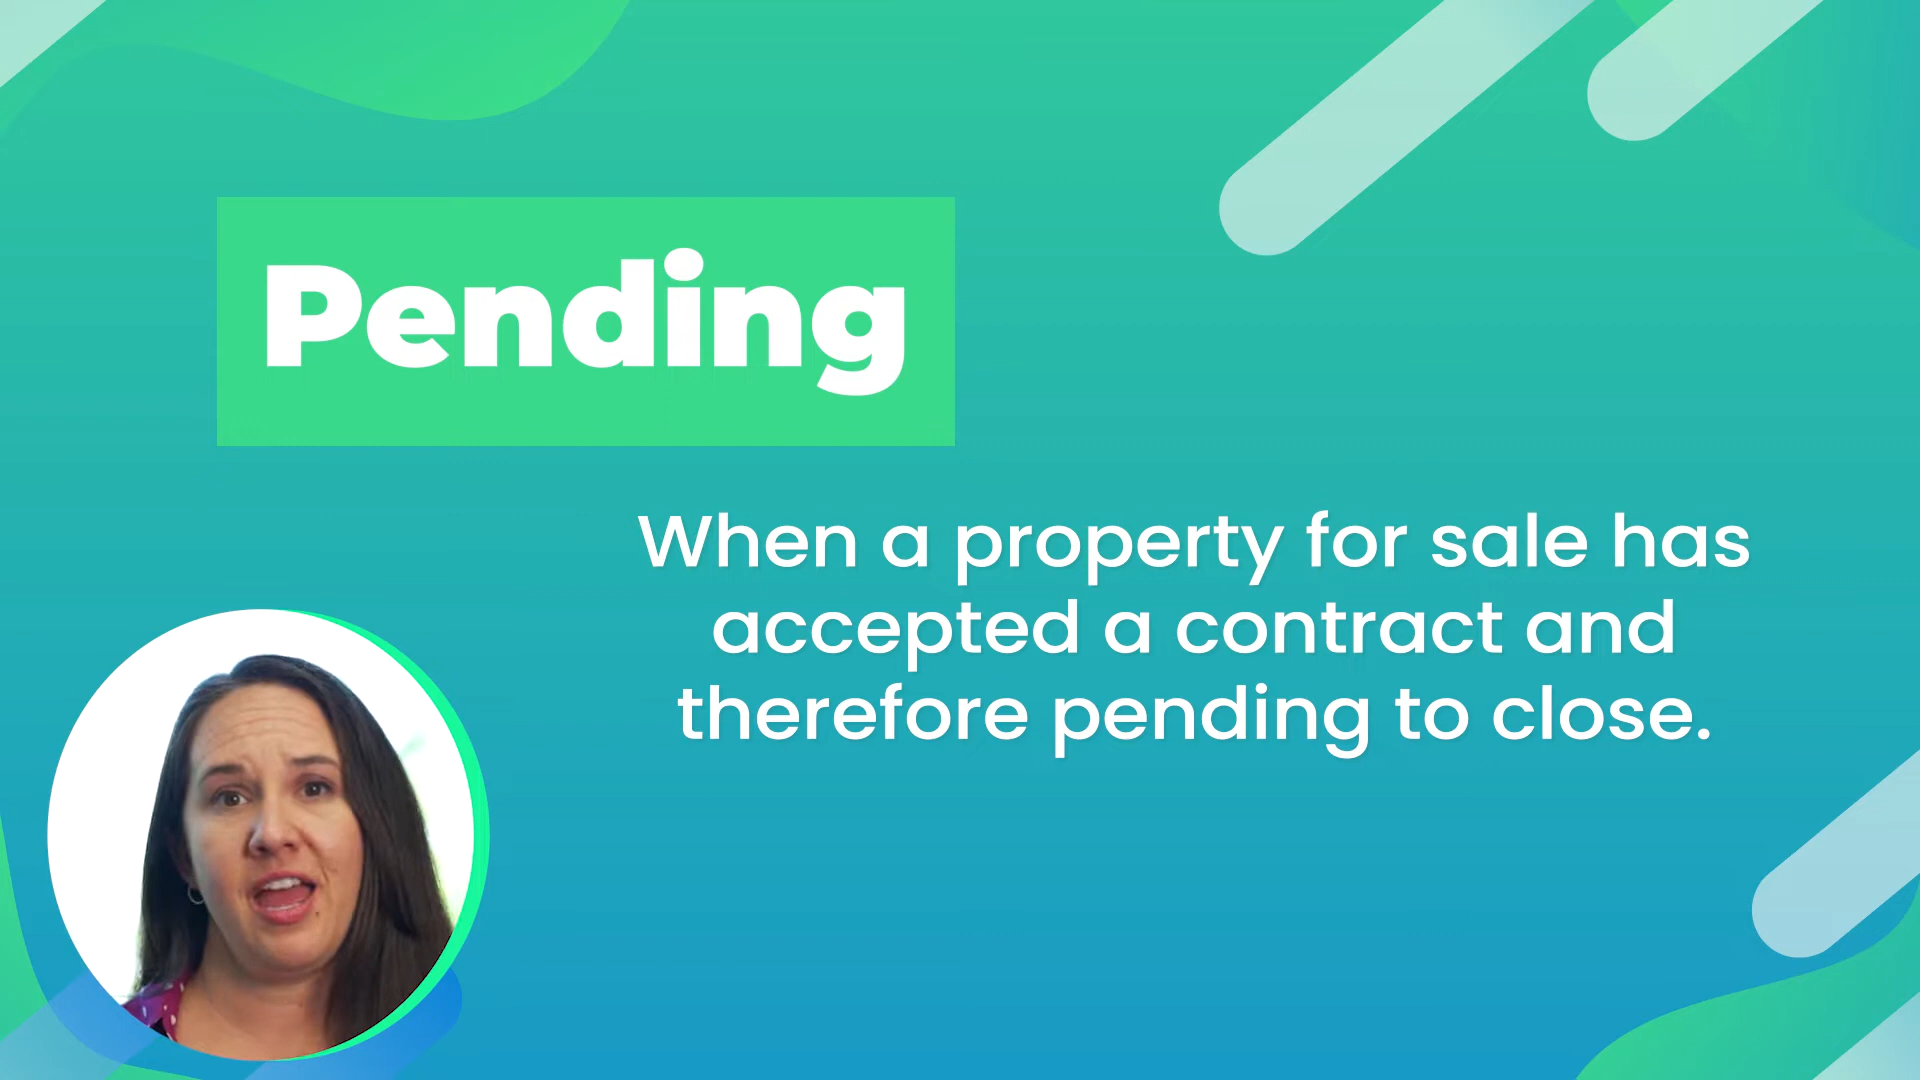 Pending
When a property for sale has
accepted a contract and
therefore pending to close.